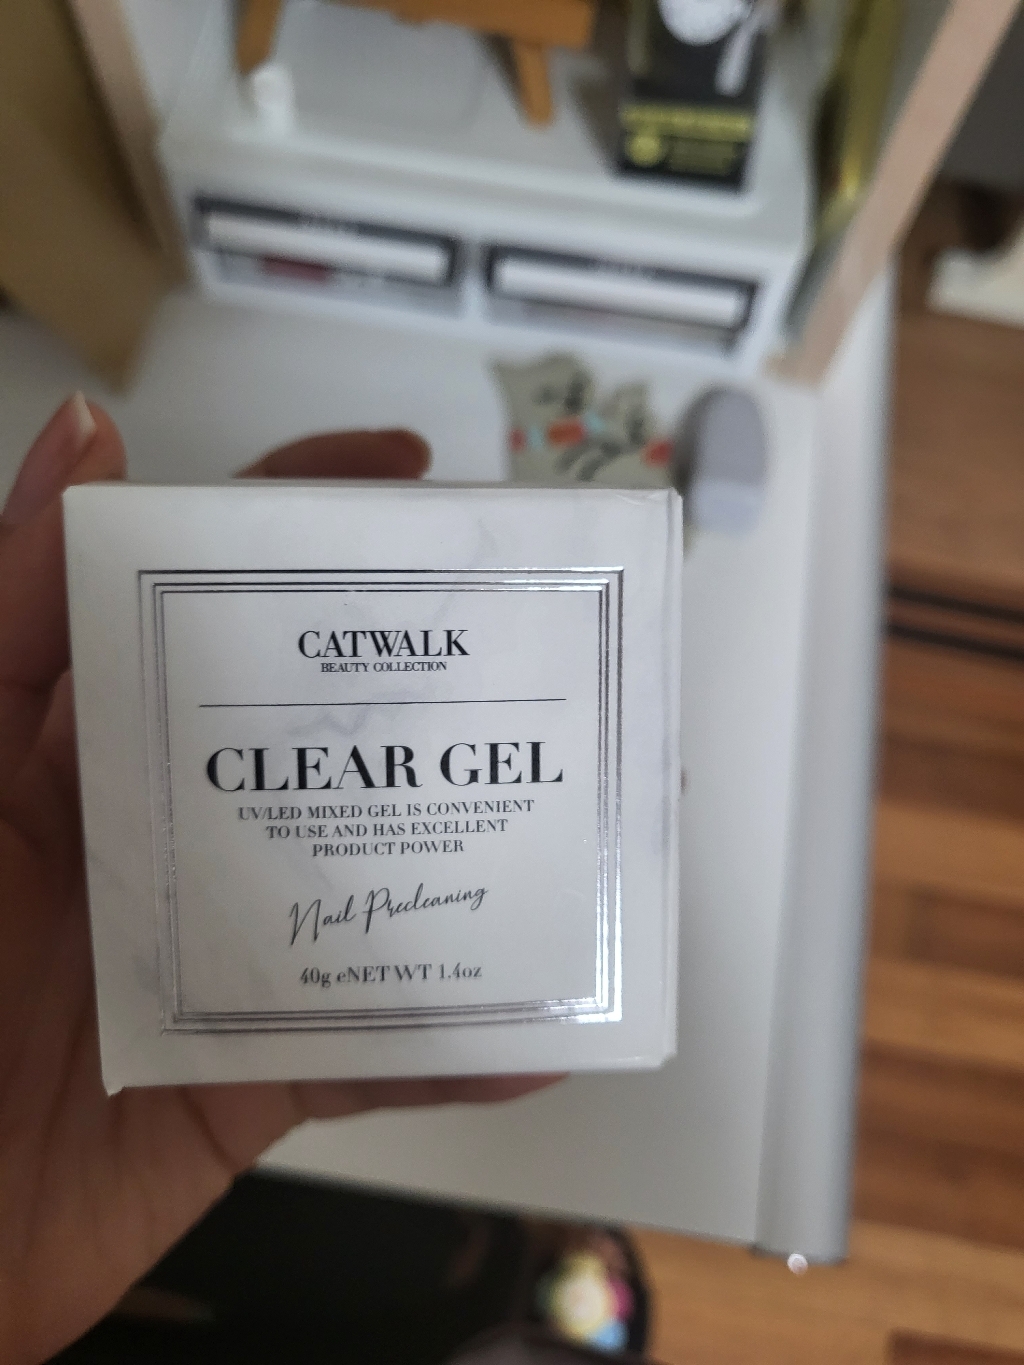 CATWALK
BEAUTY COLLECTION
CLEAR GEL
UV/LED MIXED GEL IS CONVENIENT
TO USE AND HAS EXCELLENT
PRODUCT POWER
Nail Precleaning
40g eNET WT 1.4oz